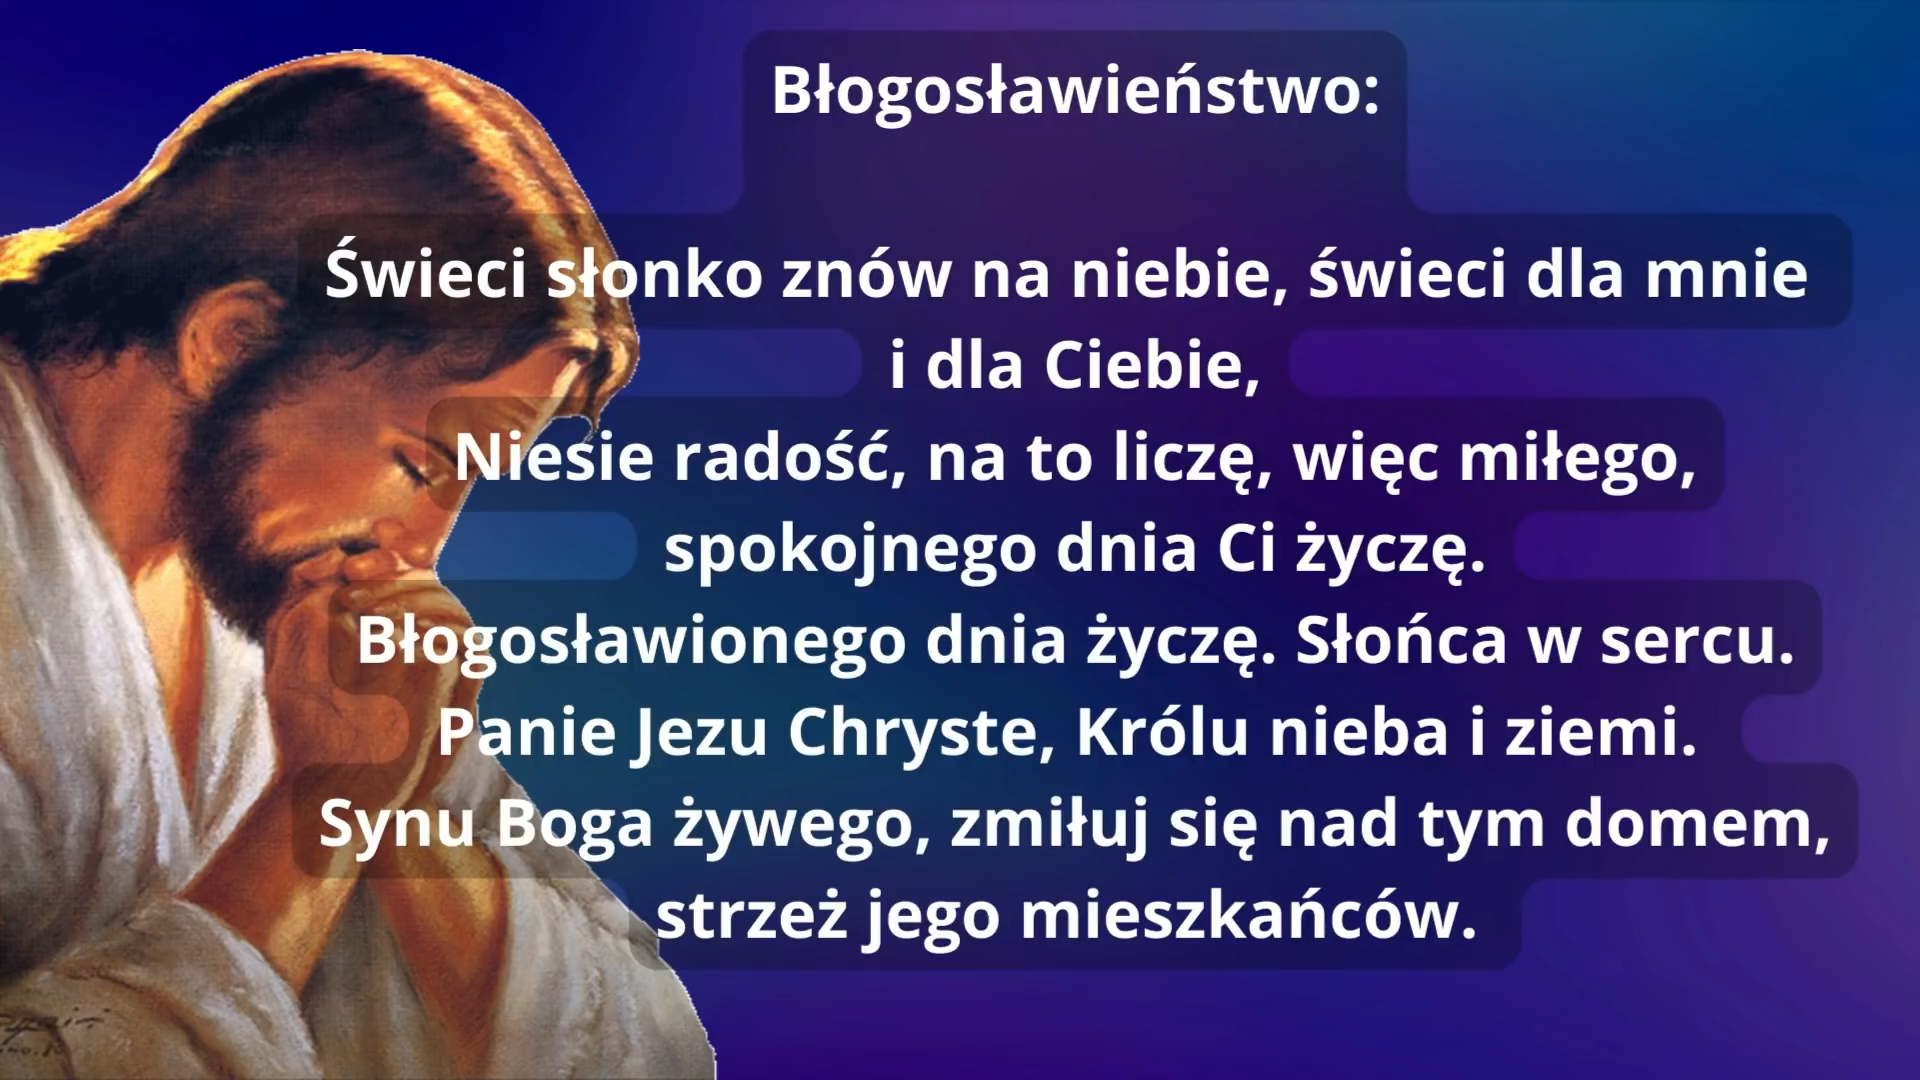 Błogosławieństwo:
Świeci słonko znów na niebie, świeci dla mnie
i dla Ciebie,
Niesie radość, na to liczę, więc miłego,
spokojnego dnia Ci życzę.
Błogosławionego dnia życzę. Słońca w sercu.
Panie Jezu Chryste, Królu nieba i ziemi.
Synu Boga żywego, zmiłuj się nad tym domem,
strzeż jego mieszkańców.